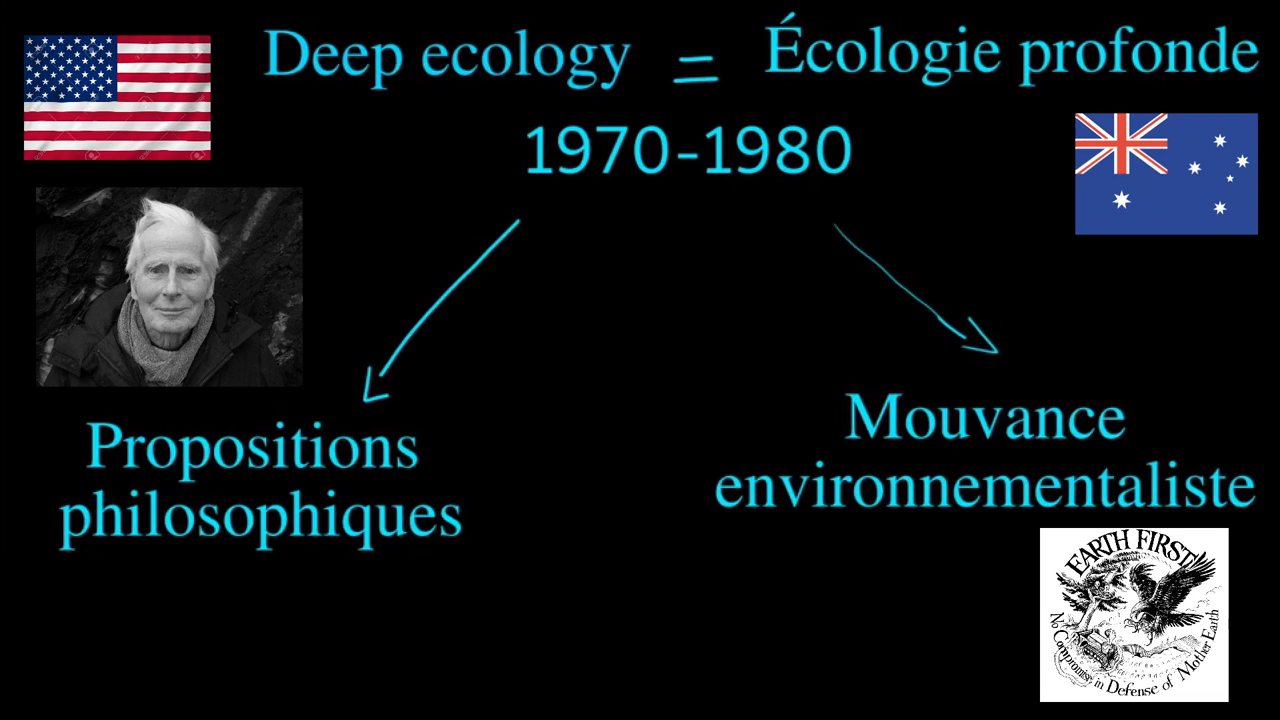 Deep ecology = Écologie profonde
1970-1980
Propositions
philosophiques
Mouvance
environnementaliste
EARTH FIRST
No Compromise in Defense of Mother Earth